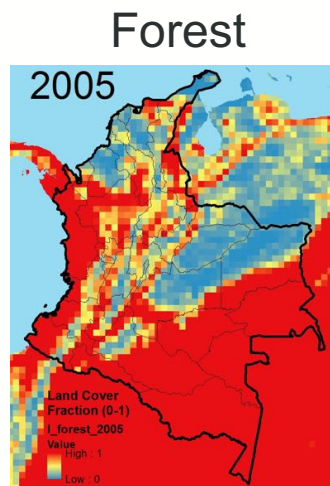 Forest
2005
Land Cover
Fraction (0-1)
l_forest_2005
Value
High : 1
Low : 0